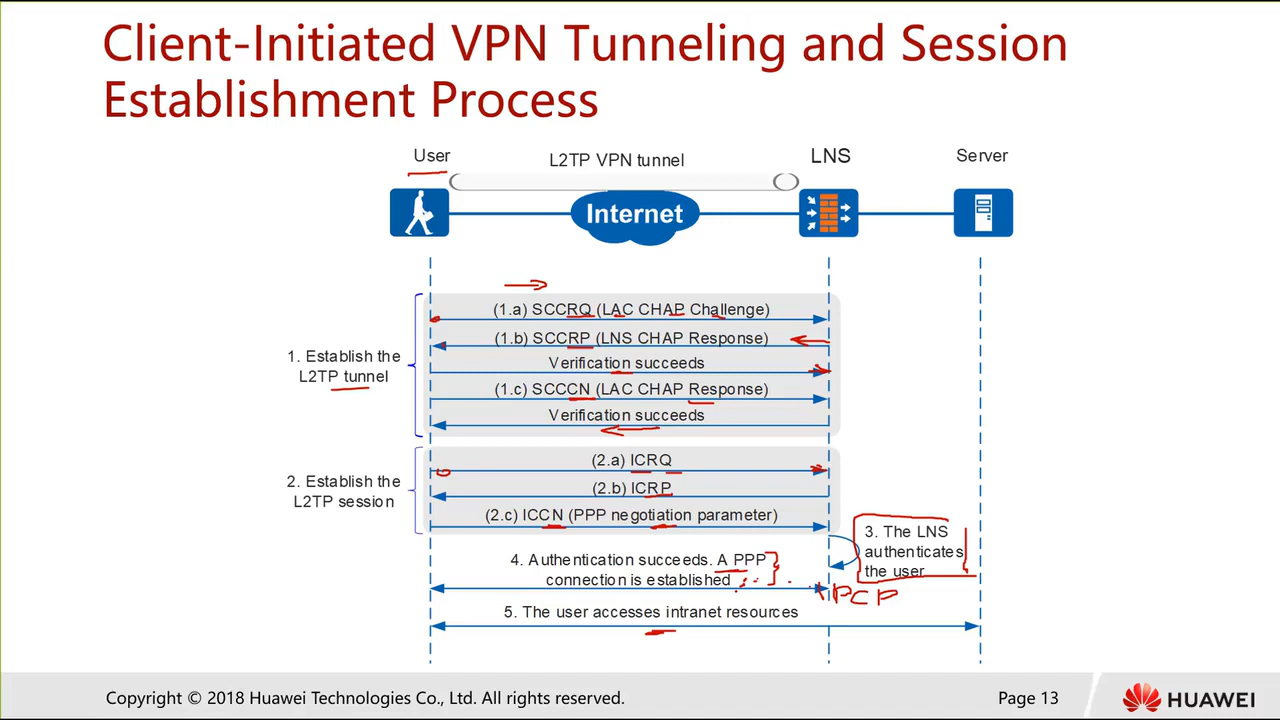 Client-Initiated VPN Tunneling and Session
Establishment Process
User
L2TP VPN tunnel
LNS
Server
Internet
(1.a) SCCRQ (LAC CHAP Challenge)
(1.b) SCCRP (LNS CHAP Response)
Verification succeeds
(1.c) SCCCN (LAC CHAP Response)
Verification succeeds
1. Establish the
L2TP tunnel
(2.a) ICRQ
(2.b) ICRP
(2.c) ICCN (PPP negotiation parameter)
2. Establish the
L2TP session
3. The LNS
authenticates
the user
4. Authentication succeeds. A PPP
connection is established
IPCP
5. The user accesses intranet resources
Copyright © 2018 Huawei Technologies Co., Ltd. All rights reserved.
Page 13
HUAWEI